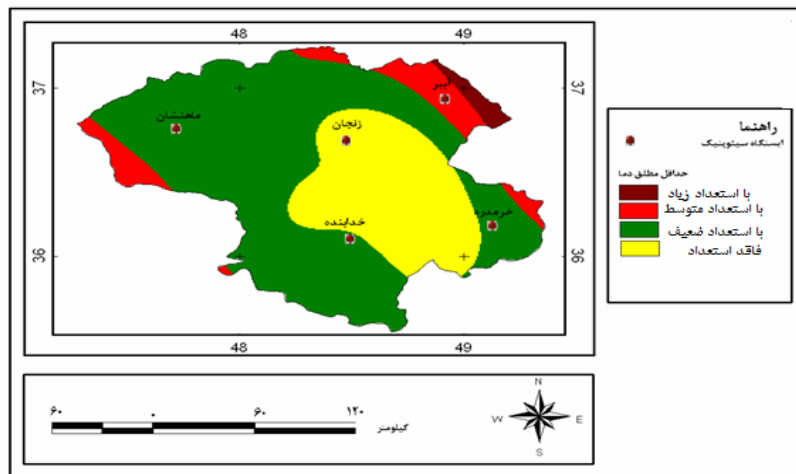 48 49
37 37
آببر
ماهنشان
زنجان
خرمدره
خدابنده
36 36
48 49
راهنما
ایستگاه سینوپتیک
حداقل مطلق دما
با استعداد زیاد
با استعداد متوسط
با استعداد ضعیف
فاقد استعداد
۶۰ ۰ ۶۰ ۱۲۰
کیلومتر
N
W E
S